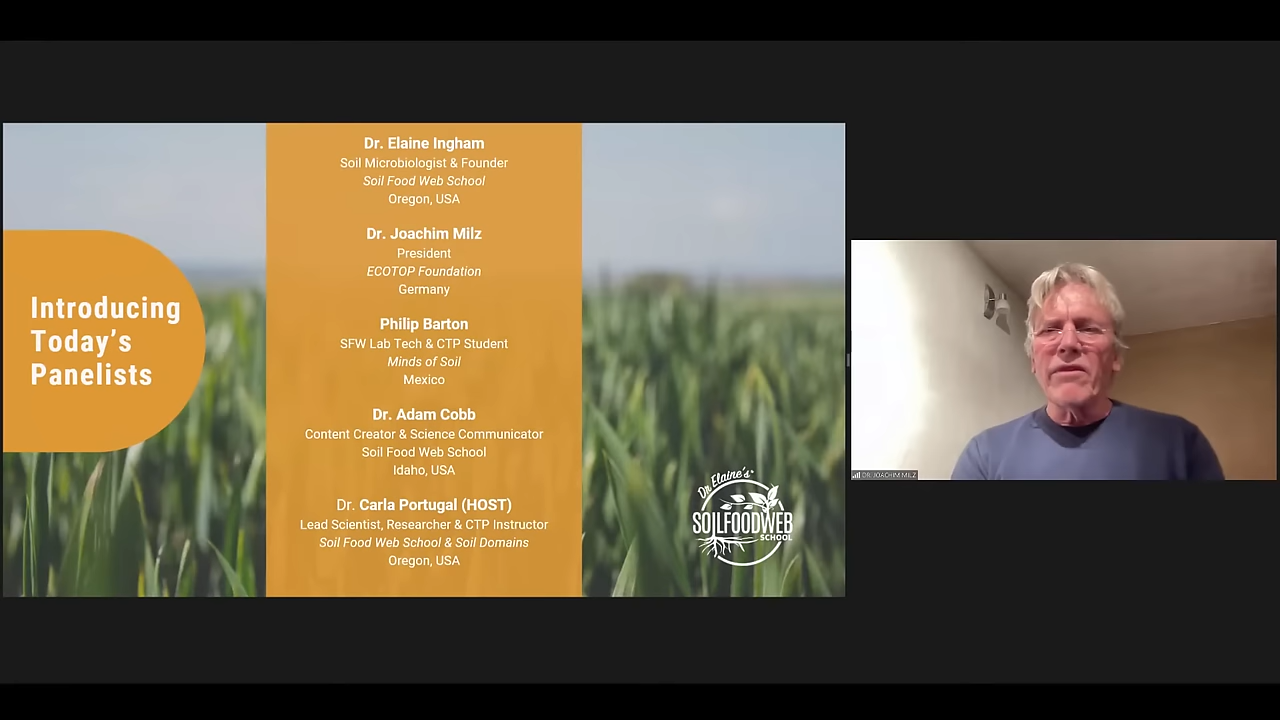 Introducing
Today's
Panelists
Dr. Elaine Ingham
Soil Microbiologist & Founder
Soil Food Web School
Oregon, USA
Dr. Joachim Milz
President
ECOTOP Foundation
Germany
Philip Barton
SFW Lab Tech & CTP Student
Minds of Soil
Mexico
Dr. Adam Cobb
Content Creator & Science Communicator
Soil Food Web School
Idaho, USA
Dr. Carla Portugal (HOST)
Lead Scientist, Researcher & CTP Instructor
Soil Food Web School & Soil Domains
Oregon, USA
Dr. Elaine's
SOILFOODWEB
SCHOOL
DR. JOACHIM MILZ